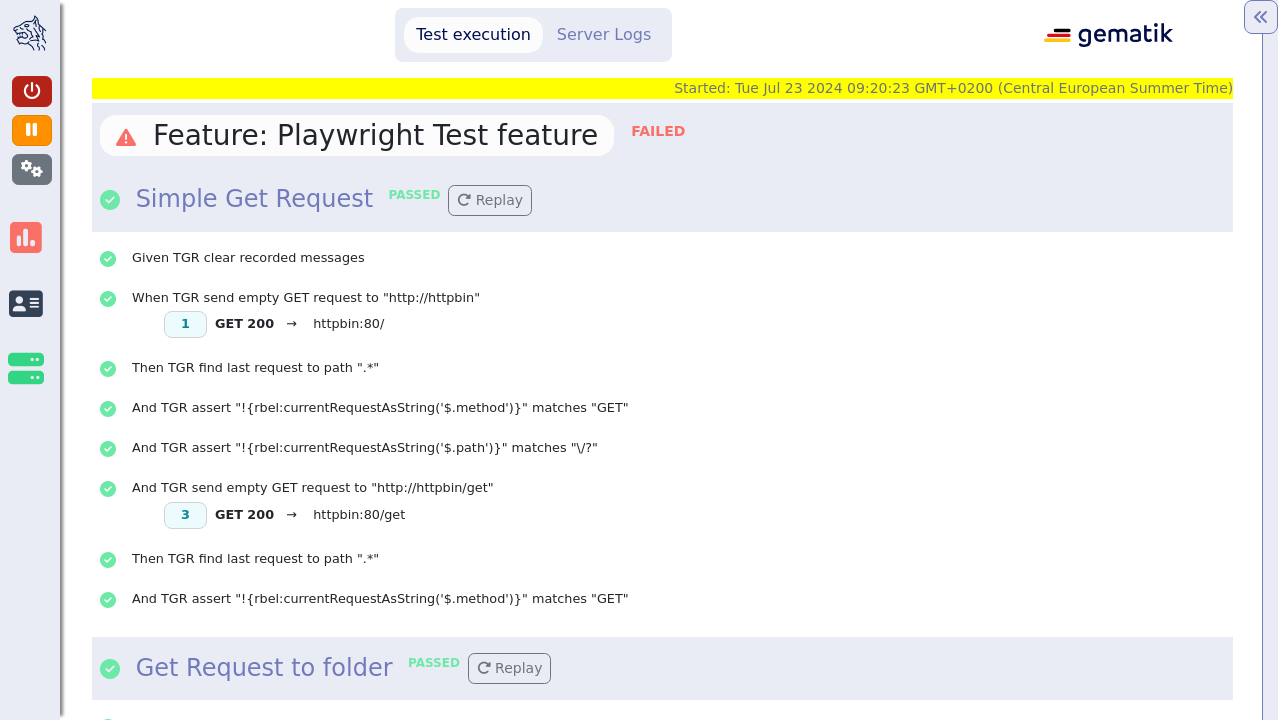 Test execution
Server Logs
gematik
Started: Tue Jul 23 2024 09:20:23 GMT+0200 (Central European Summer Time)
Feature: Playwright Test feature FAILED
Simple Get Request PASSED Replay
Given TGR clear recorded messages
When TGR send empty GET request to "http://httpbin"
1 GET 200 → httpbin:80/
Then TGR find last request to path ".*"
And TGR assert "!{rbel:currentRequestAsString('$.method')}" matches "GET"
And TGR assert "!{rbel:currentRequestAsString('$.path')}" matches "\/?"
And TGR send empty GET request to "http://httpbin/get"
3 GET 200 → httpbin:80/get
Then TGR find last request to path ".*"
And TGR assert "!{rbel:currentRequestAsString('$.method')}" matches "GET"
Get Request to folder PASSED Replay